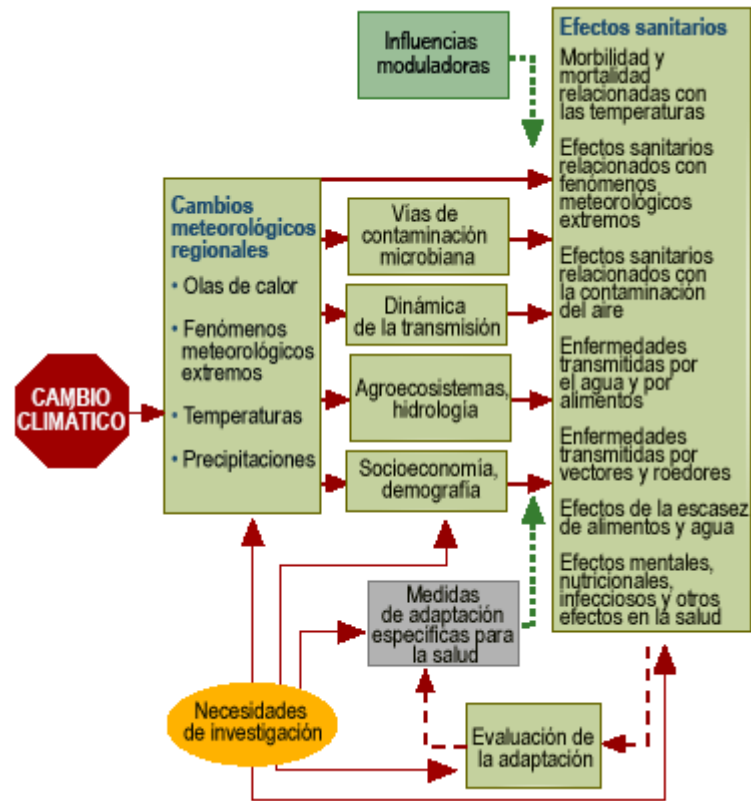 Influencias
moduladoras
Efectos sanitarios
Morbilidad y
mortalidad
relacionadas con
las temperaturas
Efectos sanitarios
relacionados con
fenómenos
meteorológicos
extremos
Efectos sanitarios
relacionados con
la contaminación
del aire
Enfermedades
transmitidas por
el agua y por
alimentos
Enfermedades
transmitidas por
vectores y roedores
Efectos de la escasez
de alimentos y agua
Efectos mentales,
nutricionales,
infecciosos y otros
efectos en la salud
Cambios
meteorológicos
regionales
• Olas de calor
• Fenómenos
meteorológicos
extremos
• Temperaturas
• Precipitaciones
Vías de
contaminación
microbiana
Dinámica
de la transmisión
Agroecosistemas,
hidrología
Socioeconomía,
demografía
CAMBIO
CLIMÁTICO
Medidas
de adaptación
específicas para
la salud
Necesidades
de investigación
Evaluación de
la adaptación